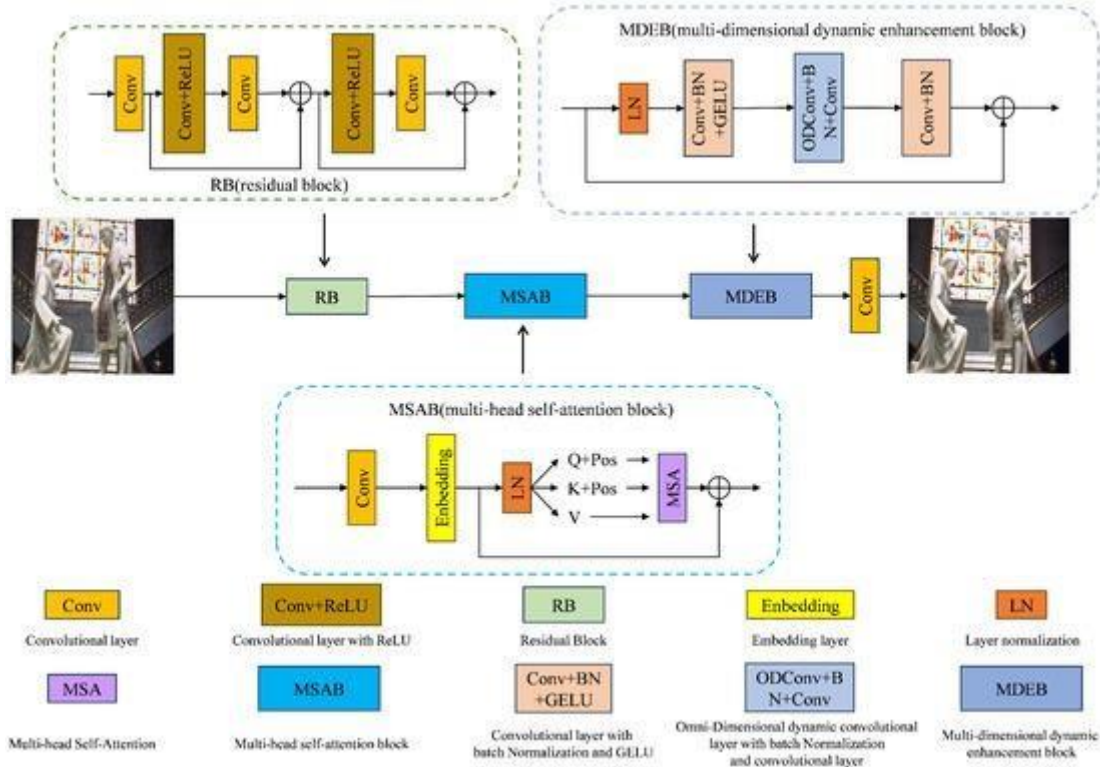 MDEB(multi-dimensional dynamic enhancement block)
Conv
Conv+ReLU
Conv
Conv+ReLU
Conv
RB(residual block)
LN
Conv+BN
+GELU
ODConv+B
N+Conv
Conv+BN
RB
MSAB
MDEB
Conv
MSAB(multi-head self-attention block)
Conv
Enbedding
LN
Q+Pos
K+Pos
V
MSA
Conv
Convolutional layer
Conv+ReLU
Convolutional layer with ReLU
RB
Residual Block
Enbedding
Embedding layer
LN
Layer normalization
MSA
Multi-head Self-Attention
MSAB
Multi-head self-attention block
Conv+BN
+GELU
Convolutional layer with
batch Normalization and GELU
ODConv+B
N+Conv
Omni-Dimensional dynamic convolutional
layer with batch Normalization
and convolutional layer
MDEB
Multi-dimensional dynamic
enhancement block